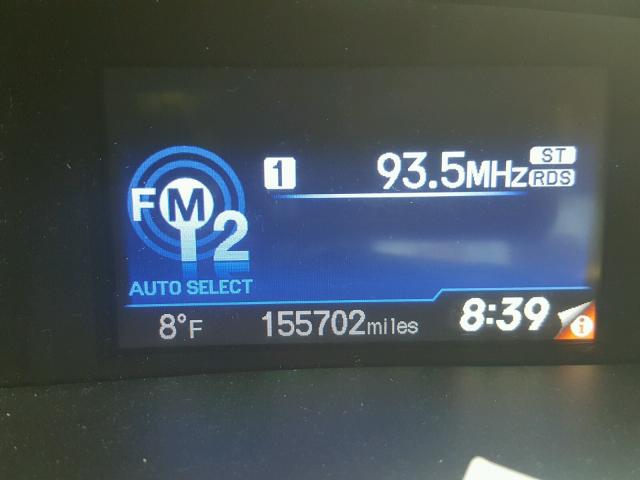 1 93.5MHz ST
RDS
FM
2
AUTO SELECT
8°F 155702miles 8:39 i